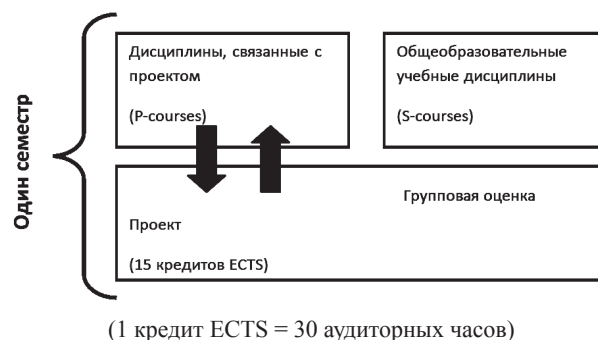 Один семестр
Дисциплины, связанные с
проектом
(P-courses)
Общеобразовательные
учебные дисциплины
(S-courses)
Групповая оценка
Проект
(15 кредитов ECTS)
(1 кредит ECTS = 30 аудиторных часов)